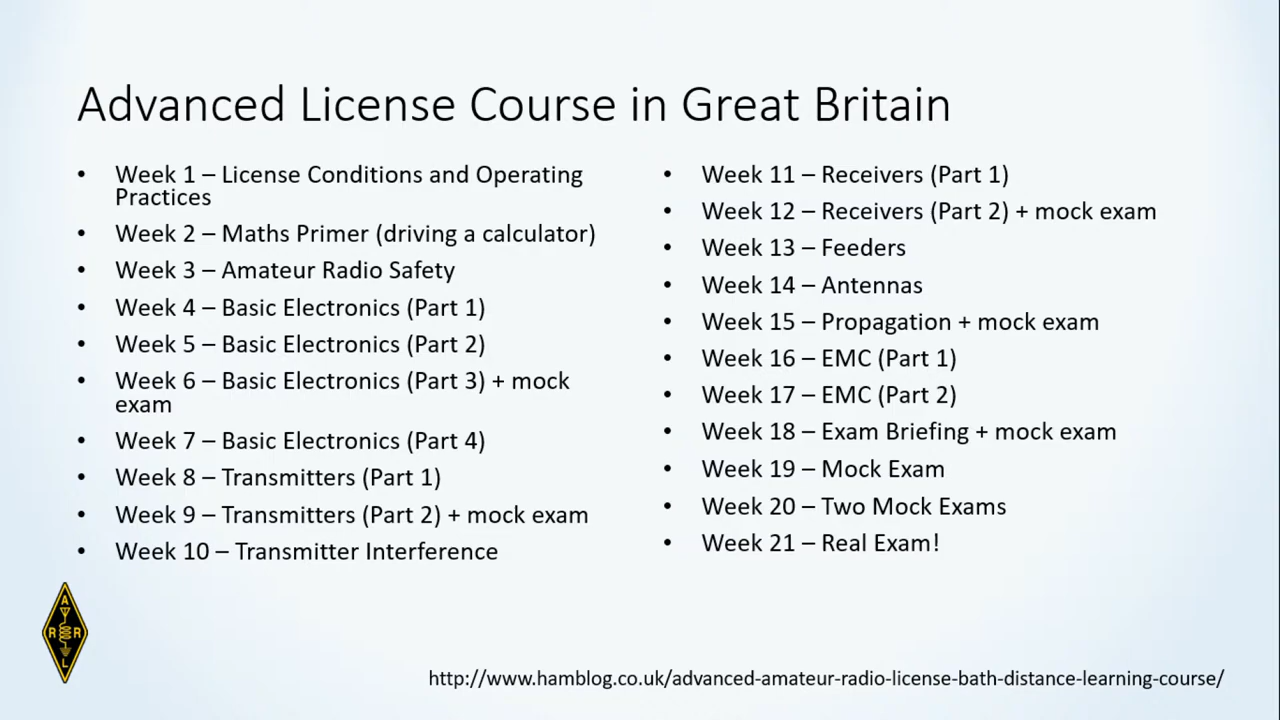 Advanced License Course in Great Britain
• Week 1 – License Conditions and Operating
Practices
• Week 2 – Maths Primer (driving a calculator)
• Week 3 – Amateur Radio Safety
• Week 4 – Basic Electronics (Part 1)
• Week 5 – Basic Electronics (Part 2)
• Week 6 – Basic Electronics (Part 3) + mock
exam
• Week 7 – Basic Electronics (Part 4)
• Week 8 – Transmitters (Part 1)
• Week 9 – Transmitters (Part 2) + mock exam
• Week 10 – Transmitter Interference
• Week 11 – Receivers (Part 1)
• Week 12 – Receivers (Part 2) + mock exam
• Week 13 – Feeders
• Week 14 – Antennas
• Week 15 – Propagation + mock exam
• Week 16 – EMC (Part 1)
• Week 17 – EMC (Part 2)
• Week 18 – Exam Briefing + mock exam
• Week 19 – Mock Exam
• Week 20 – Two Mock Exams
• Week 21 – Real Exam!
A
R R
L
http://www.hamblog.co.uk/advanced-amateur-radio-license-bath-distance-learning-course/